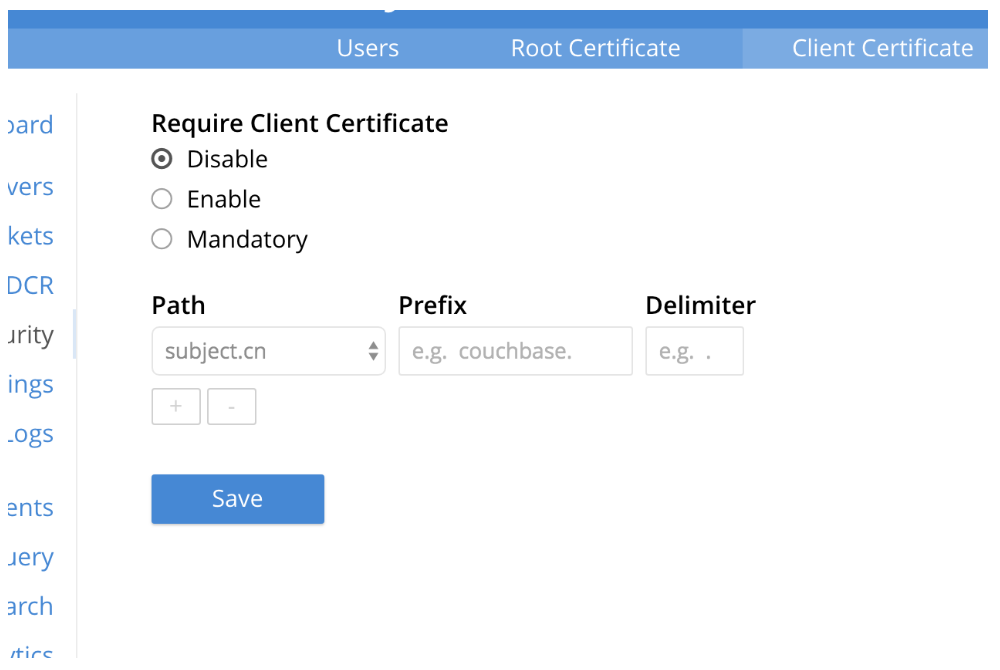 Users Root Certificate Client Certificate
Require Client Certificate
Disable
Enable
Mandatory
Path Prefix Delimiter
subject.cn e.g. couchbase. e.g. .
+ -
Save
oard
vers
kets
DCR
urity
ings
Logs
ents
uery
arch
ytics